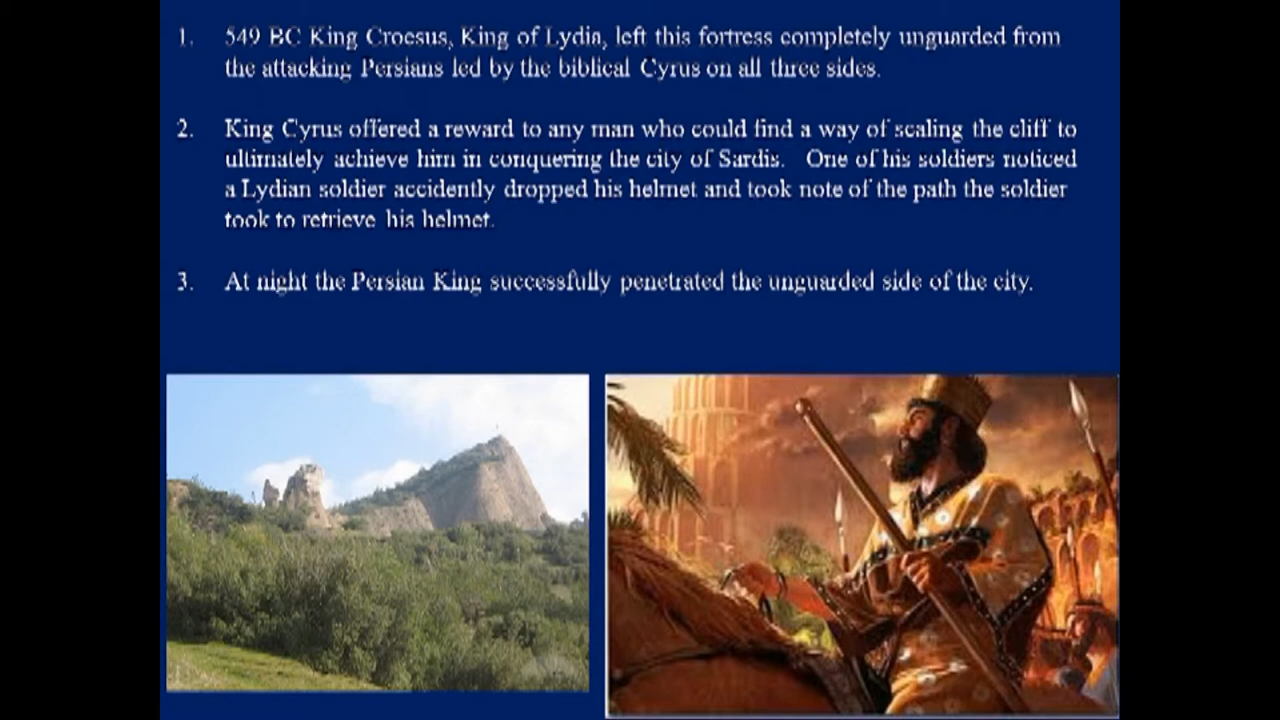 1. 549 BC King Croesus, King of Lydia, left this fortress completely unguarded from
the attacking Persians led by the biblical Cyrus on all three sides.
2. King Cyrus offered a reward to any man who could find a way of scaling the cliff to
ultimately achieve him in conquering the city of Sardis. One of his soldiers noticed
a Lydian soldier accidently dropped his helmet and took note of the path the soldier
took to retrieve his helmet.
3. At night the Persian King successfully penetrated the unguarded side of the city.